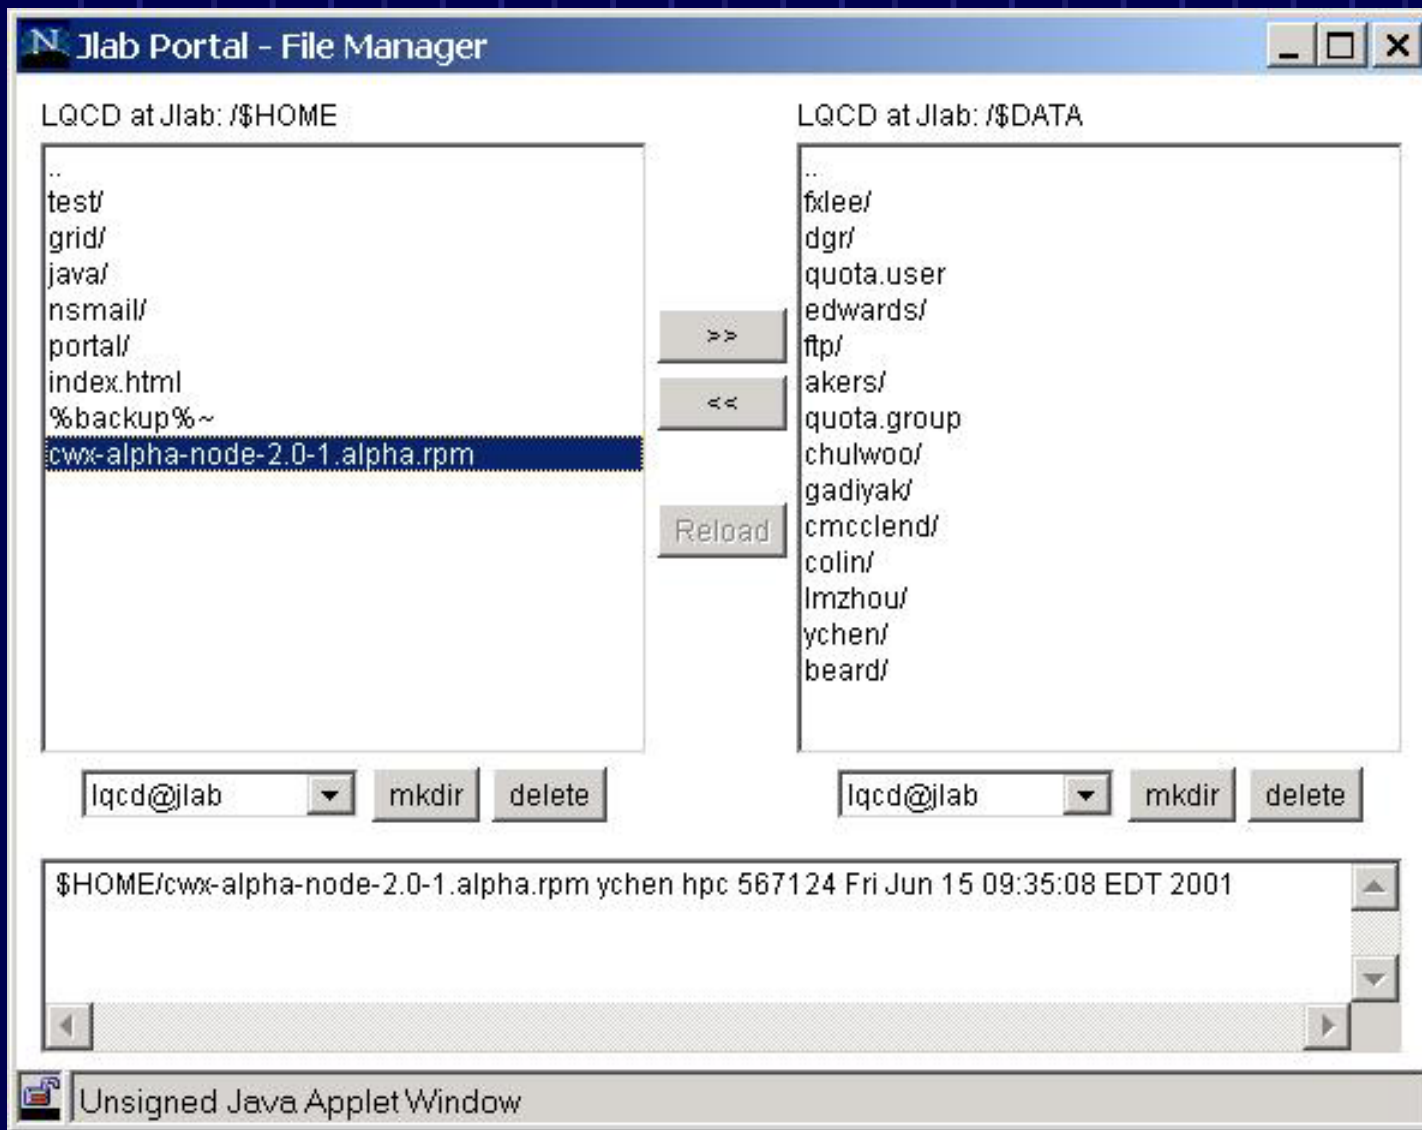 N Jlab Portal - File Manager
LQCD at Jlab: /$HOME
..
test/
grid/
java/
nsmail/
portal/
index.html
%backup%~
cwx-alpha-node-2.0-1.alpha.rpm
lqcd@jlab mkdir delete
>>
<<
Reload
LQCD at Jlab: /$DATA
..
fxlee/
dgr/
quota.user
edwards/
ftp/
akers/
quota.group
chulwoo/
gadiyak/
cmcclend/
colin/
lmzhou/
ychen/
beard/
lqcd@jlab mkdir delete
$HOME/cwx-alpha-node-2.0-1.alpha.rpm ychen hpc 567124 Fri Jun 15 09:35:08 EDT 2001
Unsigned Java Applet Window